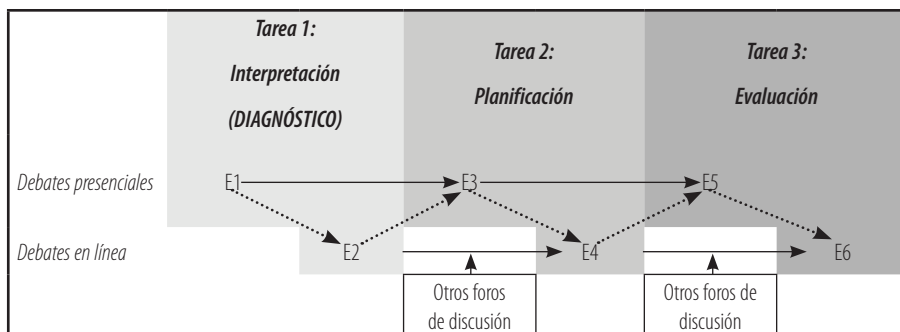 Tarea 1:
Interpretación
(DIAGNÓSTICO)
Tarea 2:
Planificación
Tarea 3:
Evaluación
Debates presenciales
E1
E3
E5
Debates en línea
E2
E4
E6
Otros foros
de discusión
Otros foros de
discusión